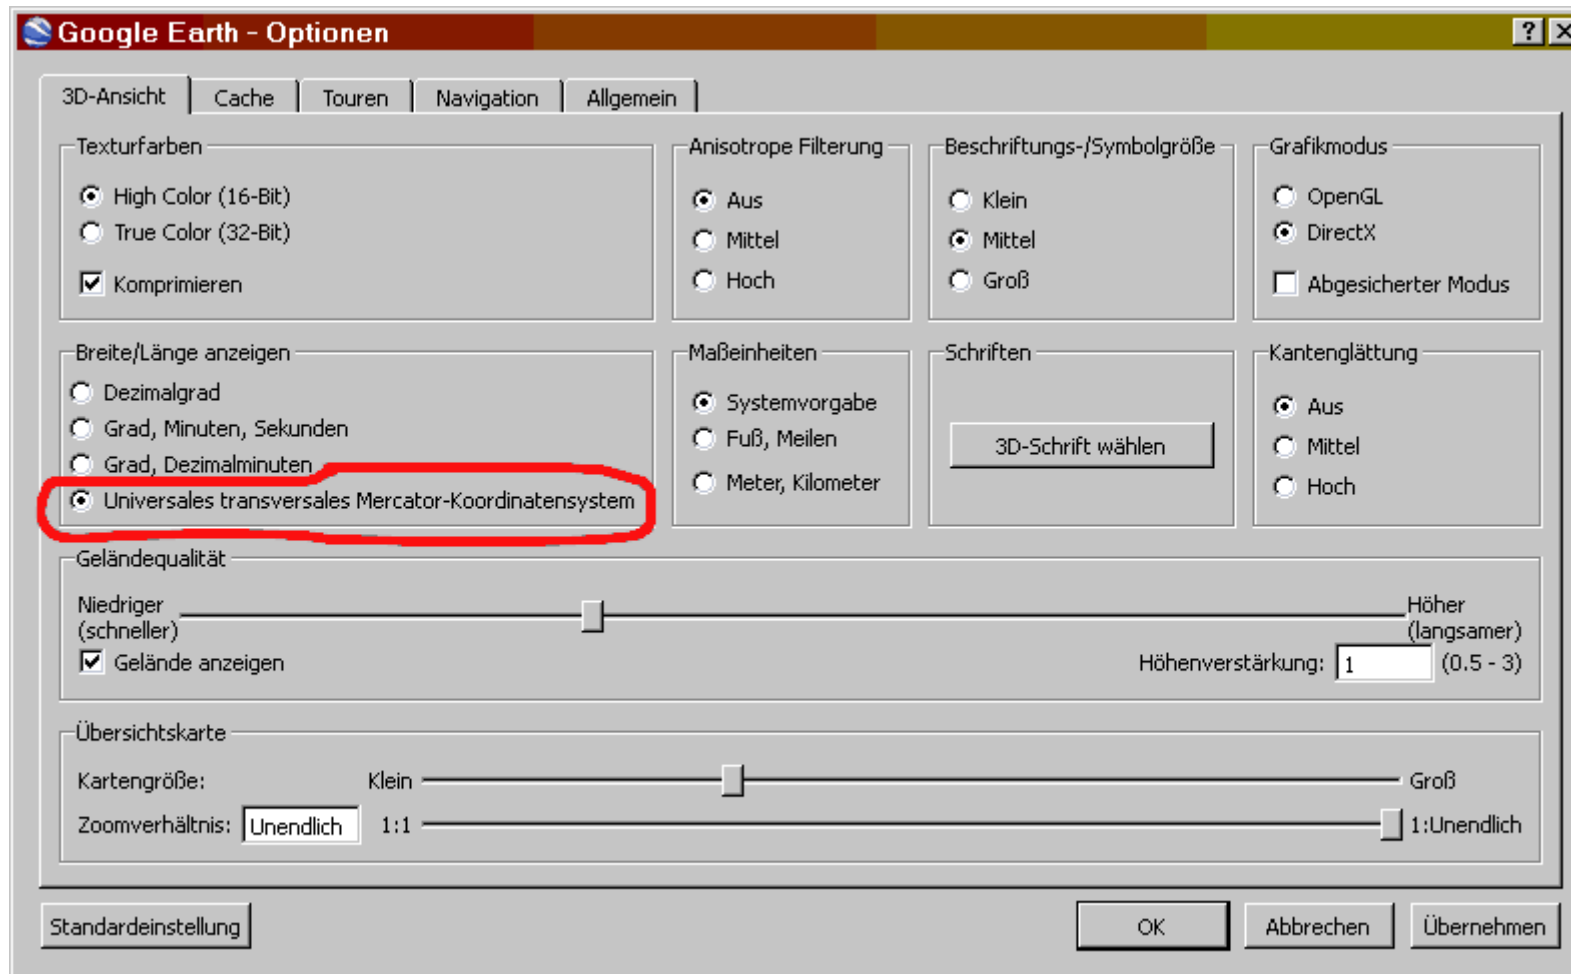 Google Earth - Optionen
3D-Ansicht Cache Touren Navigation Allgemein
Texturfarben
High Color (16-Bit)
True Color (32-Bit)
Komprimieren
Anisotrope Filterung
Aus
Mittel
Hoch
Beschriftungs-/Symbolgröße
Klein
Mittel
Groß
Grafikmodus
OpenGL
DirectX
Abgesicherter Modus
Breite/Länge anzeigen
Dezimalgrad
Grad, Minuten, Sekunden
Grad, Dezimalminuten
Universales transversales Mercator-Koordinatensystem
Maßeinheiten
Systemvorgabe
Fuß, Meilen
Meter, Kilometer
Schriften
3D-Schrift wählen
Kantenglättung
Aus
Mittel
Hoch
Geländequalität
Niedriger
(schneller)
Höher
(langsamer)
Gelände anzeigen
Höhenverstärkung: 1 (0.5 - 3)
Übersichtskarte
Kartengröße: Klein Groß
Zoomverhältnis: Unendlich 1:1 1:Unendlich
Standardeinstellung OK Abbrechen Übernehmen